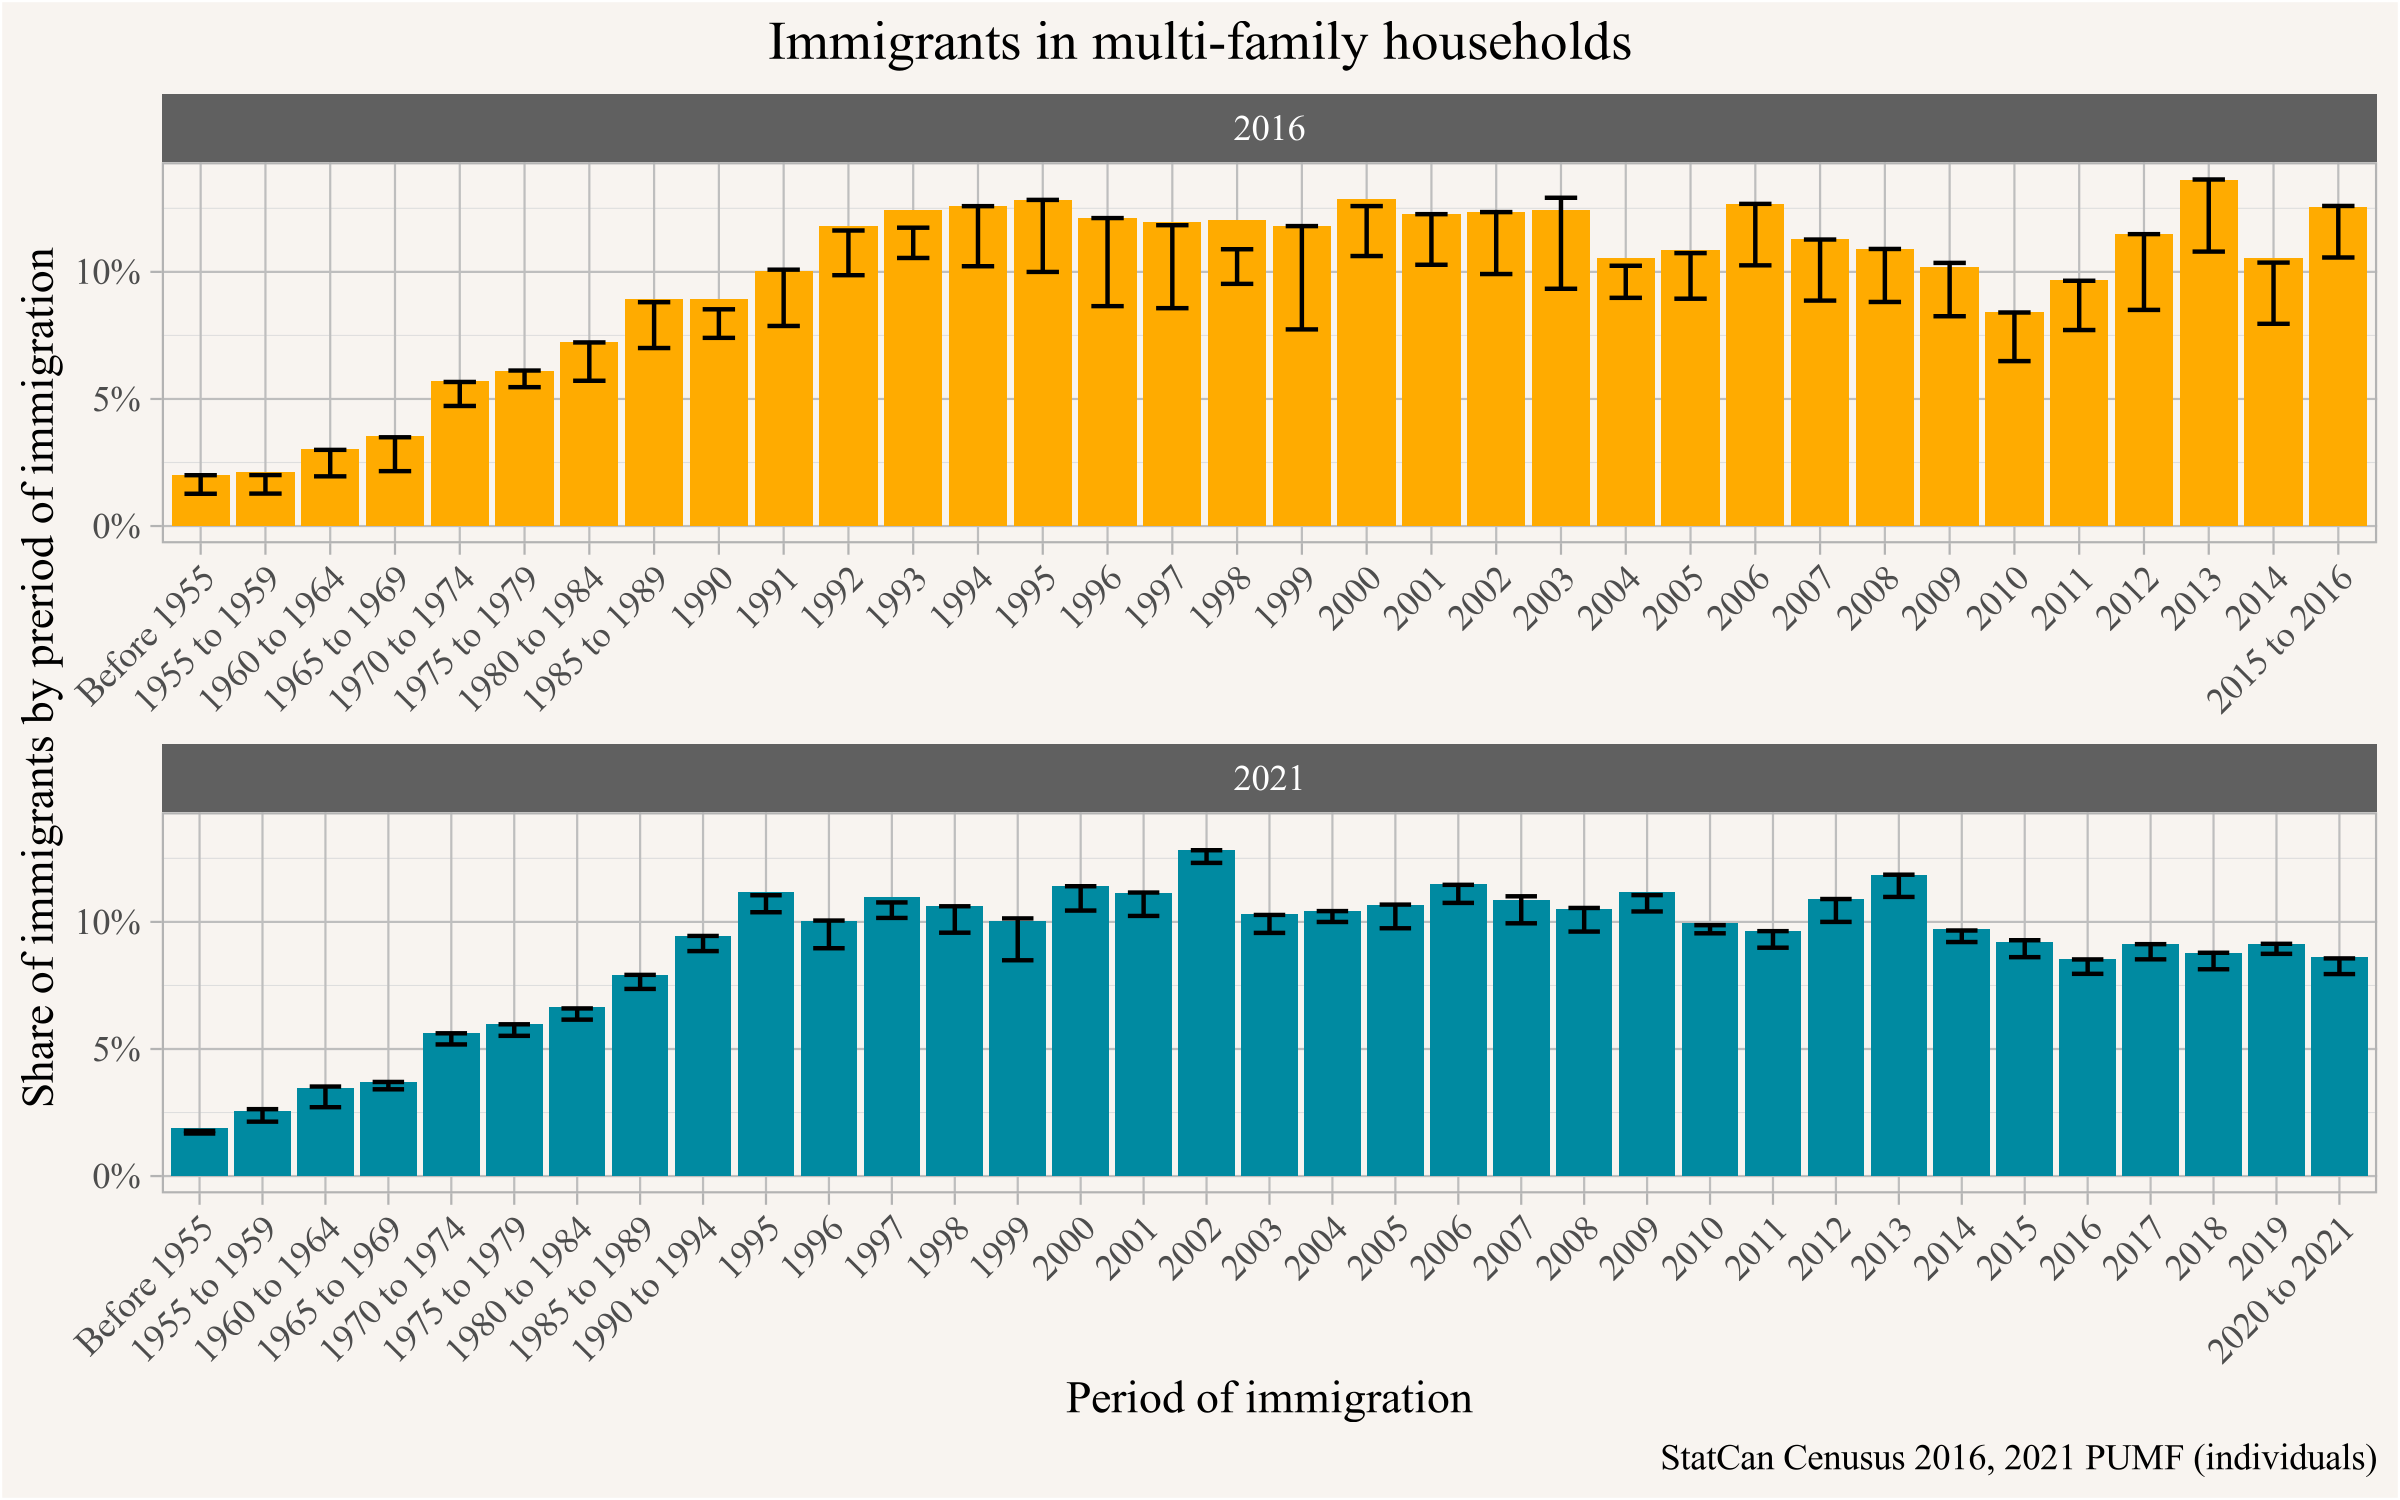 Immigrants in multi-family households
Share of immigrants by period of immigration
2016
10%
5%
0%
Before 1955
1955 to 1959
1960 to 1964
1965 to 1969
1970 to 1974
1975 to 1979
1980 to 1984
1985 to 1989
1990
1991
1992
1993
1994
1995
1996
1997
1998
1999
2000
2001
2002
2003
2004
2005
2006
2007
2008
2009
2010
2011
2012
2013
2014
2015 to 2016
2021
10%
5%
0%
Before 1955
1955 to 1959
1960 to 1964
1965 to 1969
1970 to 1974
1975 to 1979
1980 to 1984
1985 to 1989
1990 to 1994
1995
1996
1997
1998
1999
2000
2001
2002
2003
2004
2005
2006
2007
2008
2009
2010
2011
2012
2013
2014
2015
2016
2017
2018
2019
2020 to 2021
Period of immigration
StatCan Cenusus 2016, 2021 PUMF (individuals)